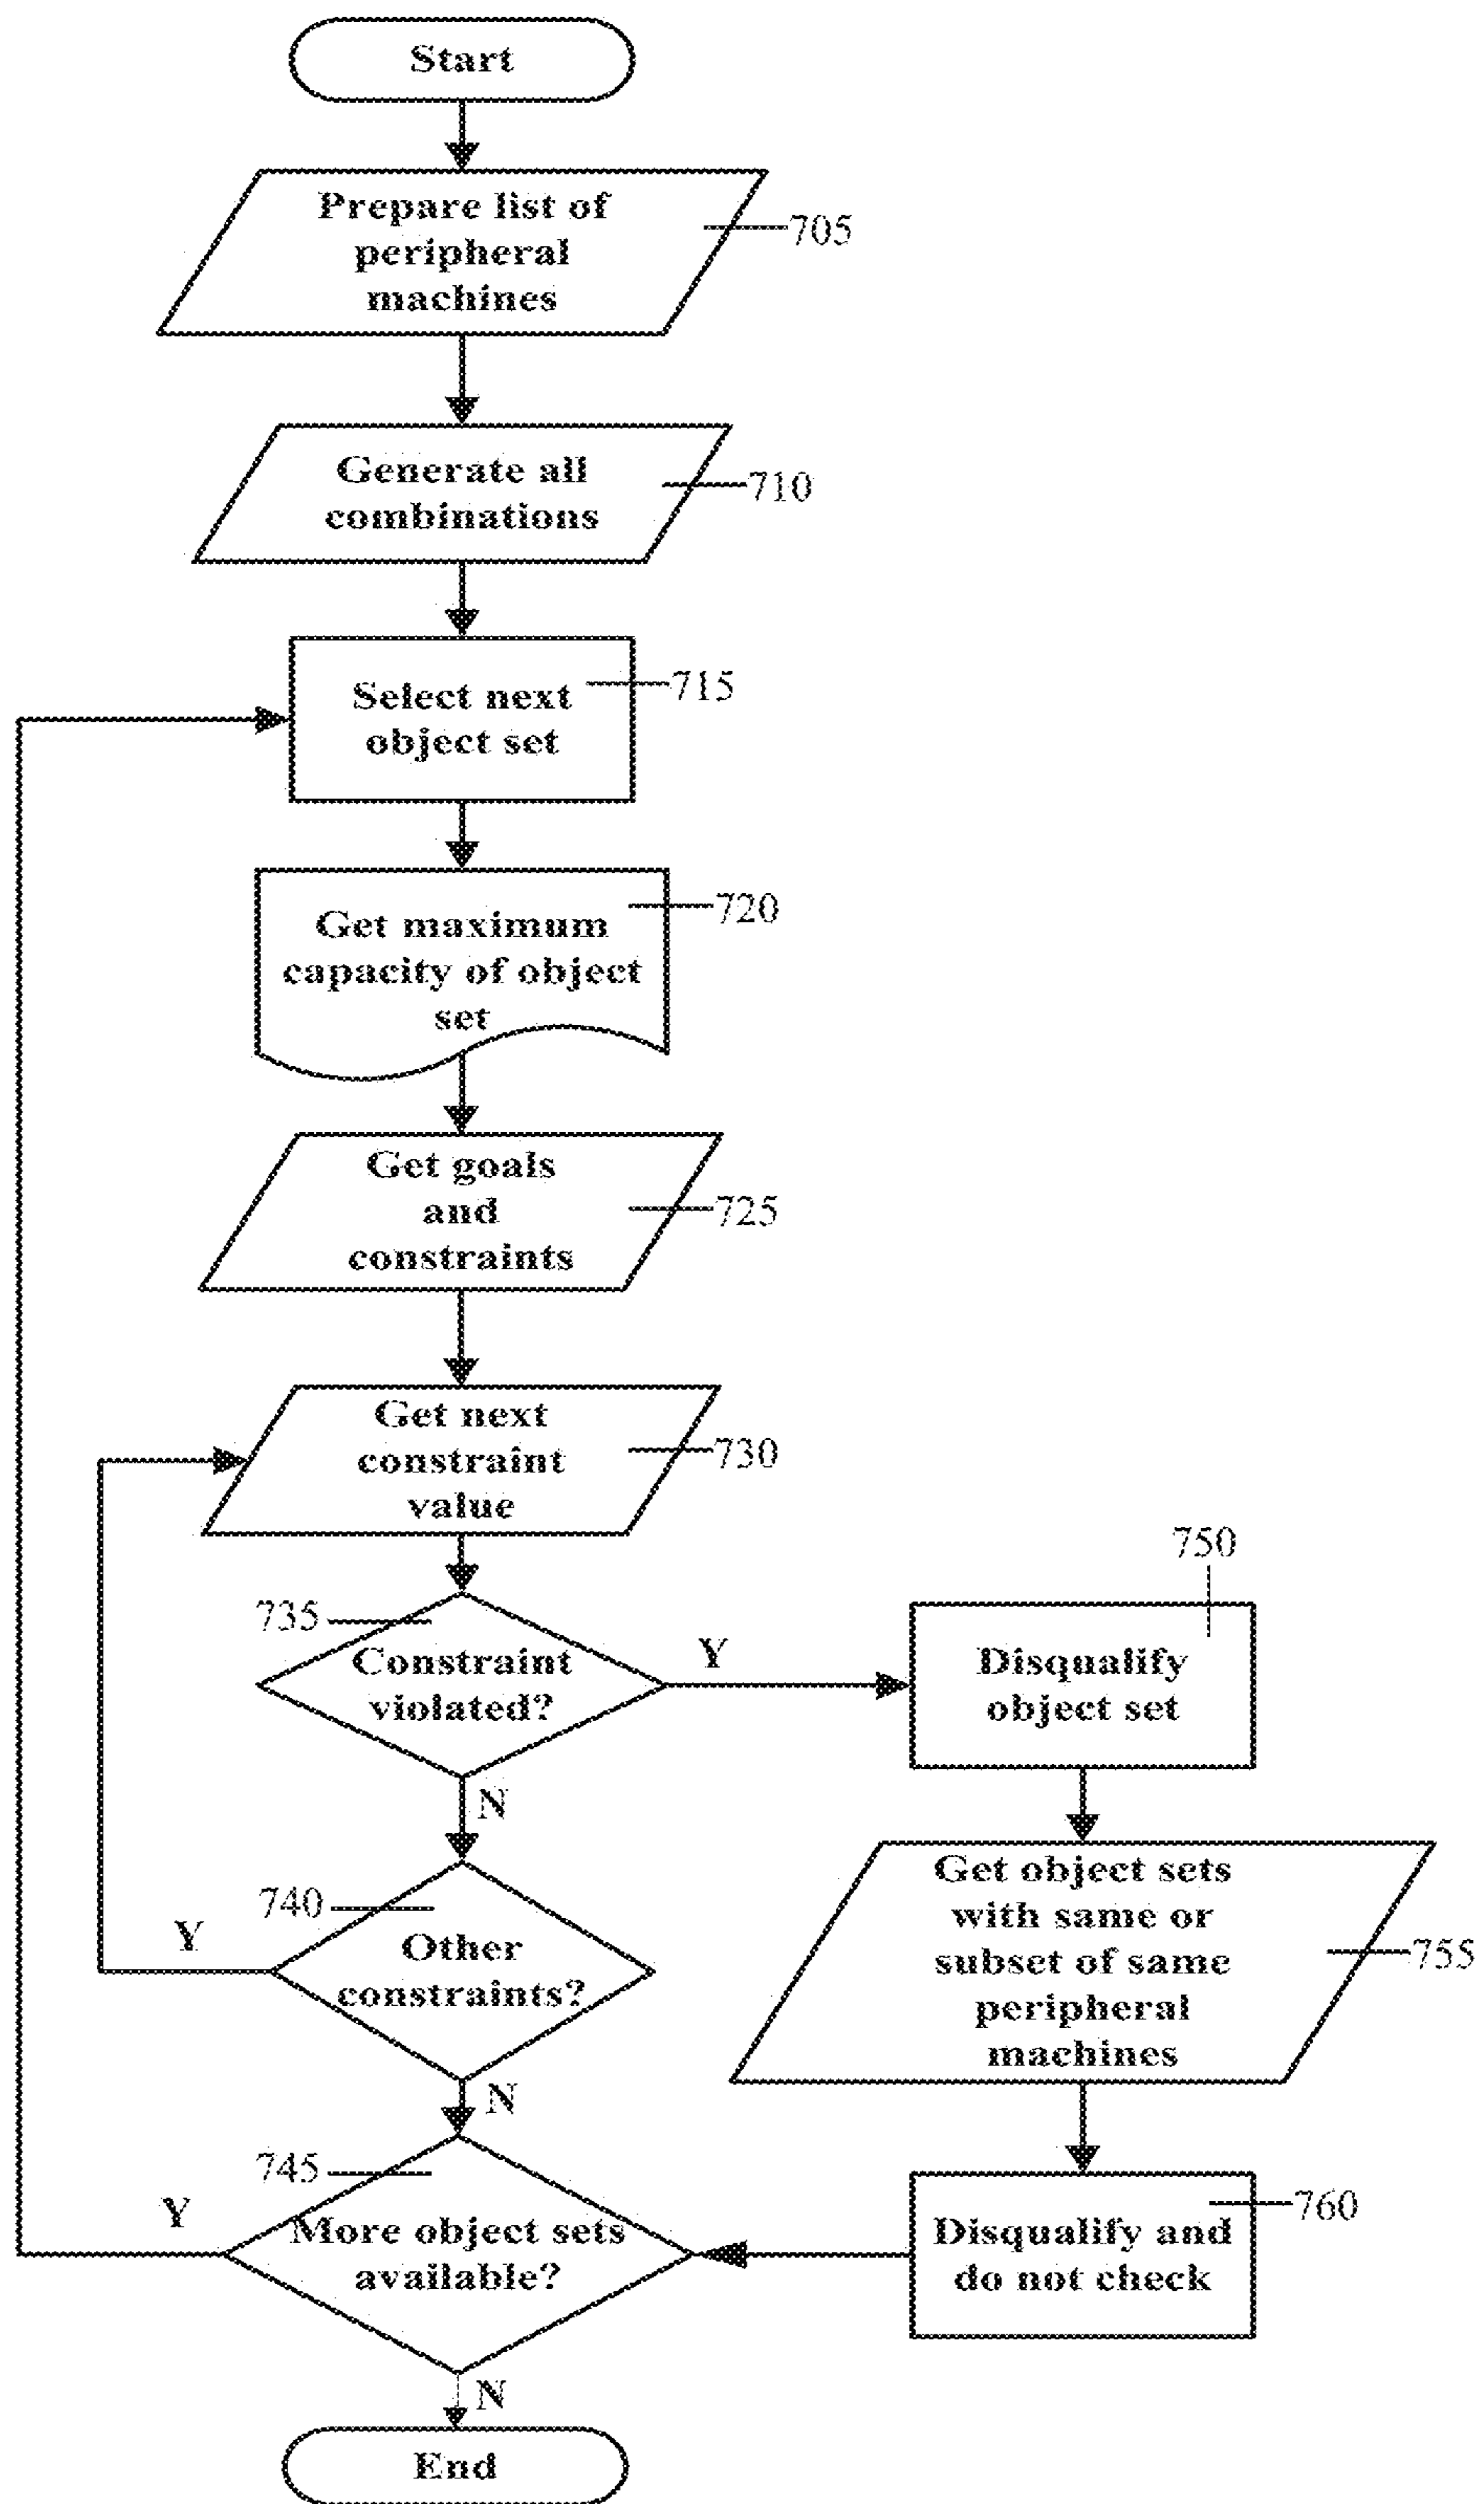 Start
Prepare list of
peripheral
machines
705
Generate all
combinations
710
Select next
object set
715
Get maximum
capacity of object
set
720
Get goals
and
constraints
725
Get next
constraint
value
730
735
Constraint
violated?
Y
N
750
Disqualify
object set
740
Other
constraints?
Y
N
Get object sets
with same or
subset of same
peripheral
machines
755
745
More object sets
available?
Y
N
Disqualify and
do not check
760
End